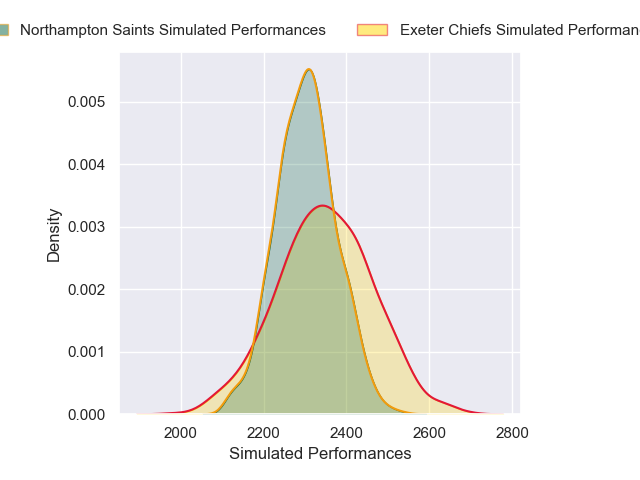 Northampton Saints Simulated Performances
Exeter Chiefs Simulated
0.005
0.004
0.003
0.002
0.001
0.000
Density
2000 2200 2400 2600 2800
Simulated Performances